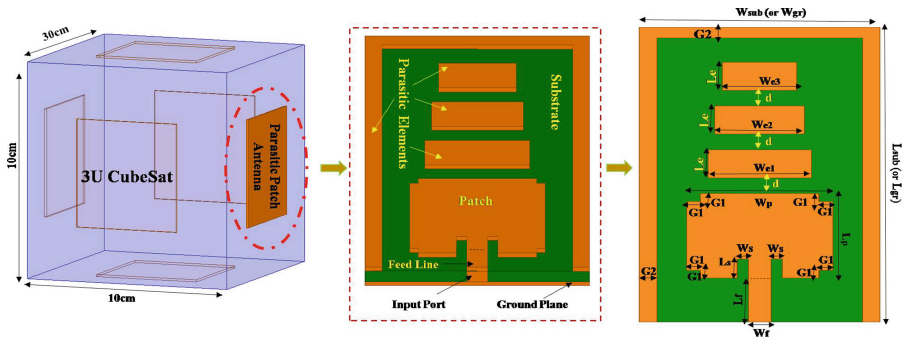 30cm
10cm
3U CubeSat
Parasitic Patch
Antenna
10cm
Parasitic Elements
Substrate
Patch
Feed Line
Input Port
Ground Plane
Wsub (or Wgr)
G2
Le
We3
d
Le
We2
d
Le
We1
d
Wp
G1
G1
G1
G1
Lp
Lsub (or Lgr)
Ws
Ws
G1
G1
Ls
G1
G1
G2
Lf
Wf